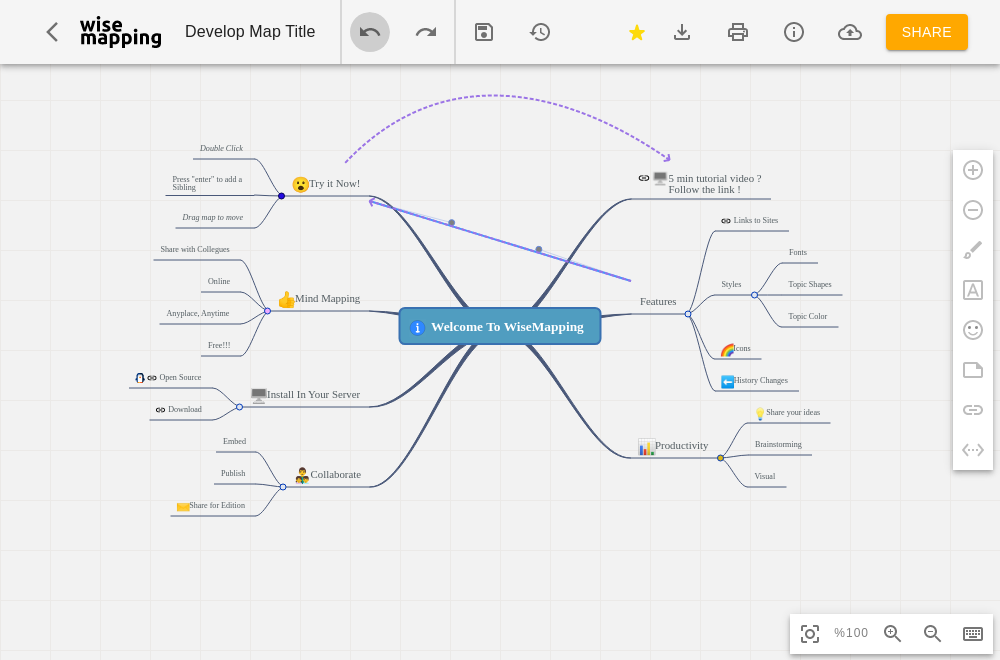 wise
mapping
Develop Map Title
SHARE
Double Click
Press "enter" to add a
Sibling
Drag map to move
Try it Now!
5 min tutorial video ?
Follow the link !
Links to Sites
Fonts
Styles
Topic Shapes
Topic Color
Features
Icons
History Changes
Share with Collegues
Online
Anyplace, Anytime
Free!!!
Mind Mapping
Welcome To WiseMapping
Open Source
Download
Install In Your Server
Share your ideas
Brainstorming
Visual
Productivity
Embed
Publish
Share for Edition
Collaborate
%100